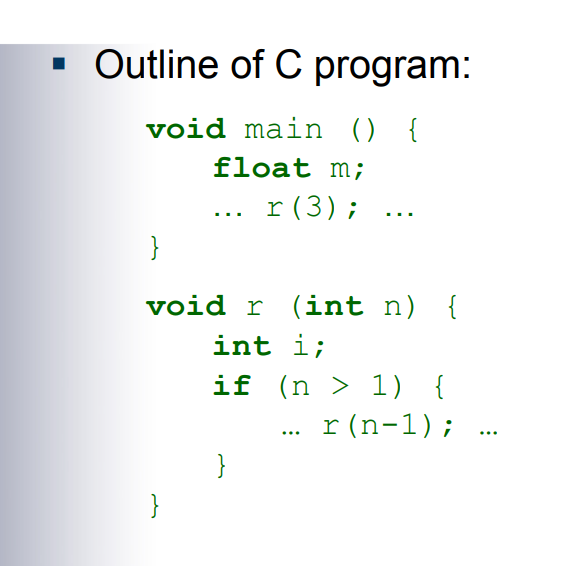 ▪ Outline of C program:
void main () {
float m;
… r(3); …
}
void r (int n) {
int i;
if (n > 1) {
… r(n-1); …
}
}